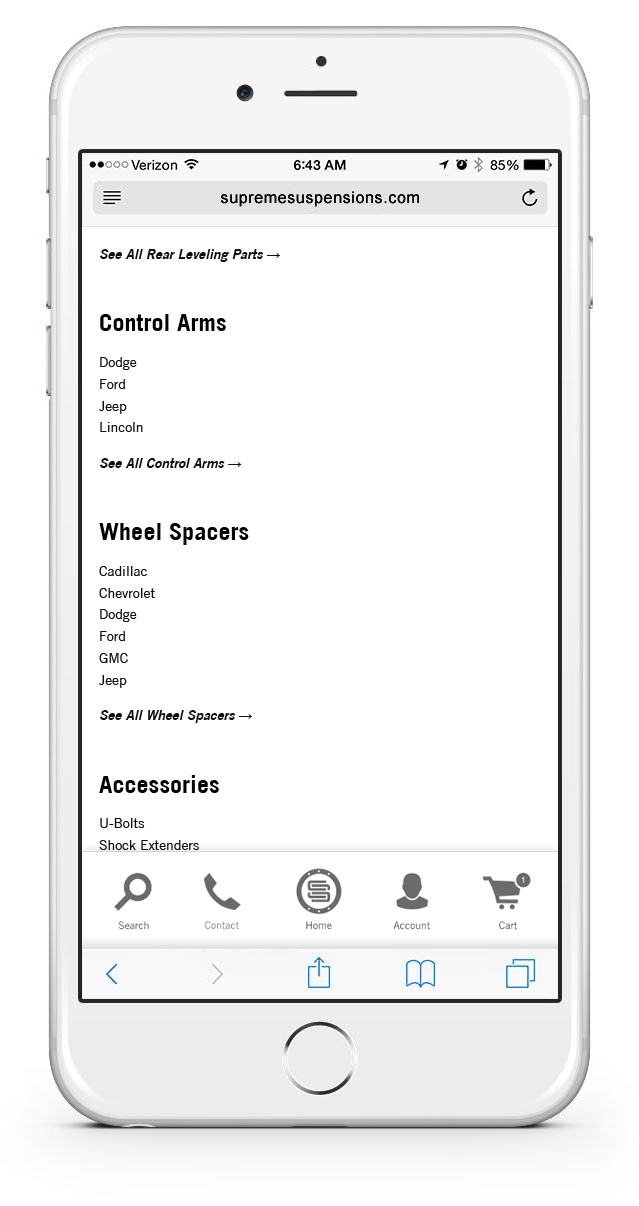 Verizon 6:43 AM 85%
supremesuspensions.com
See All Rear Leveling Parts →
Control Arms
Dodge
Ford
Jeep
Lincoln
See All Control Arms →
Wheel Spacers
Cadillac
Chevrolet
Dodge
Ford
GMC
Jeep
See All Wheel Spacers →
Accessories
U-Bolts
Shock Extenders
1
Search Contact Home Account Cart